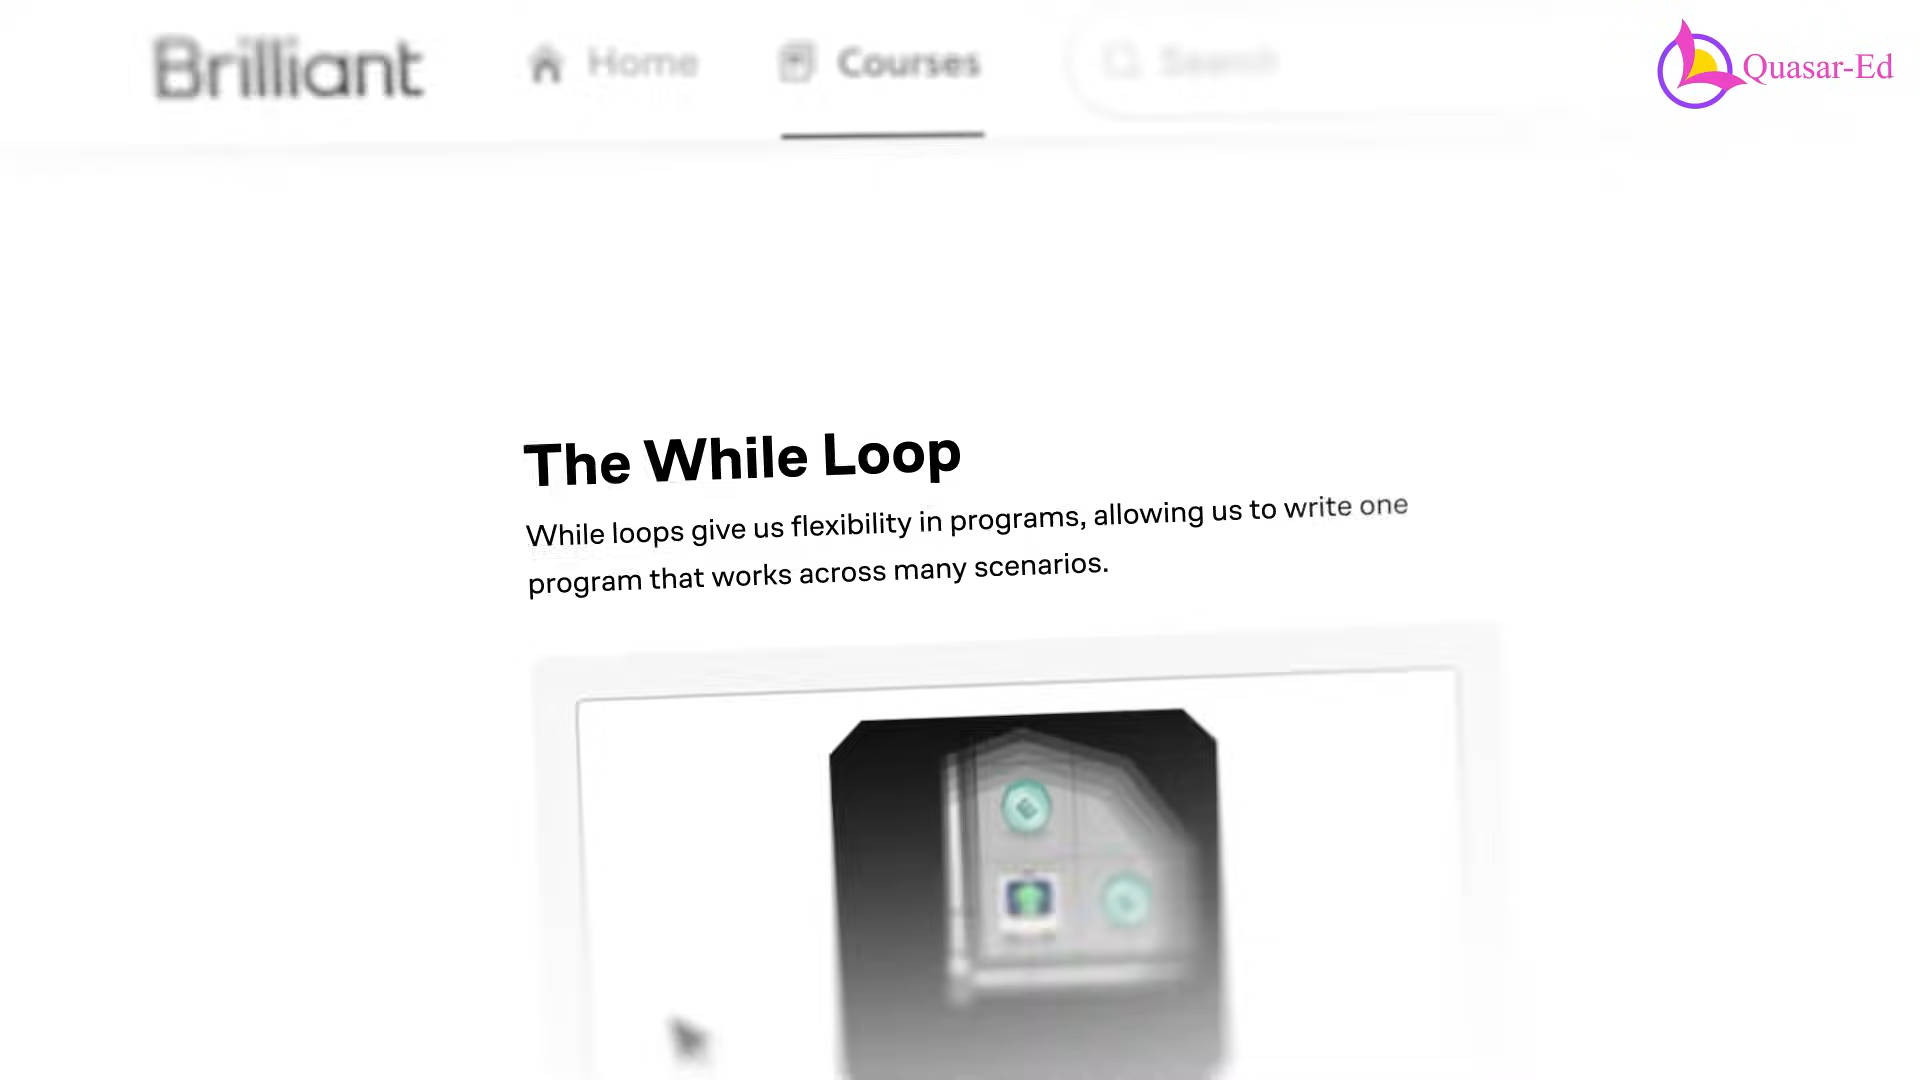 Brilliant
Home
Courses
Search
Quasar-Ed
The While Loop
While loops give us flexibility in programs, allowing us to write one
program that works across many scenarios.